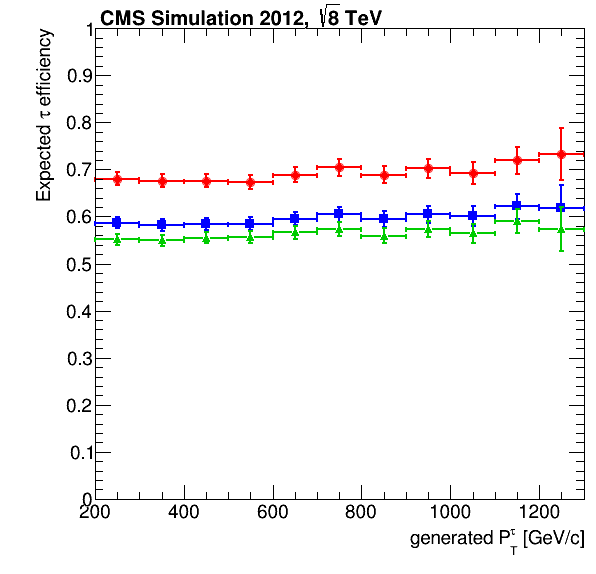 CMS Simulation 2012, √8 TeV
Expected τ efficiency
1
0.9
0.8
0.7
0.6
0.5
0.4
0.3
0.2
0.1
0
200 400 600 800 1000 1200
generated P_T^τ [GeV/c]